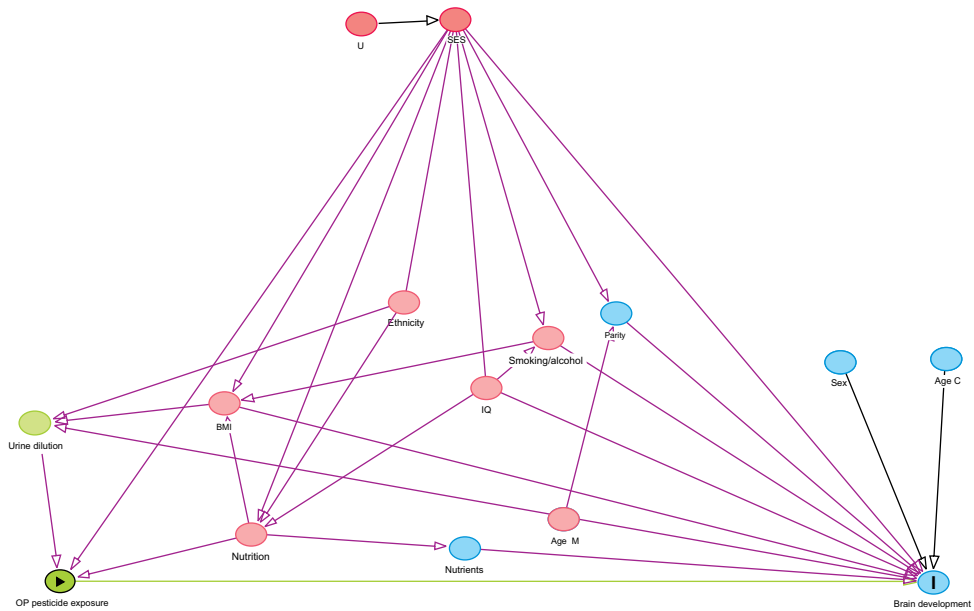 U
SES
Ethnicity
Parity
Smoking/alcohol
Sex
Age C
IQ
BMI
Urine dilution
Age M
Nutrition
Nutrients
OP pesticide exposure
Brain development